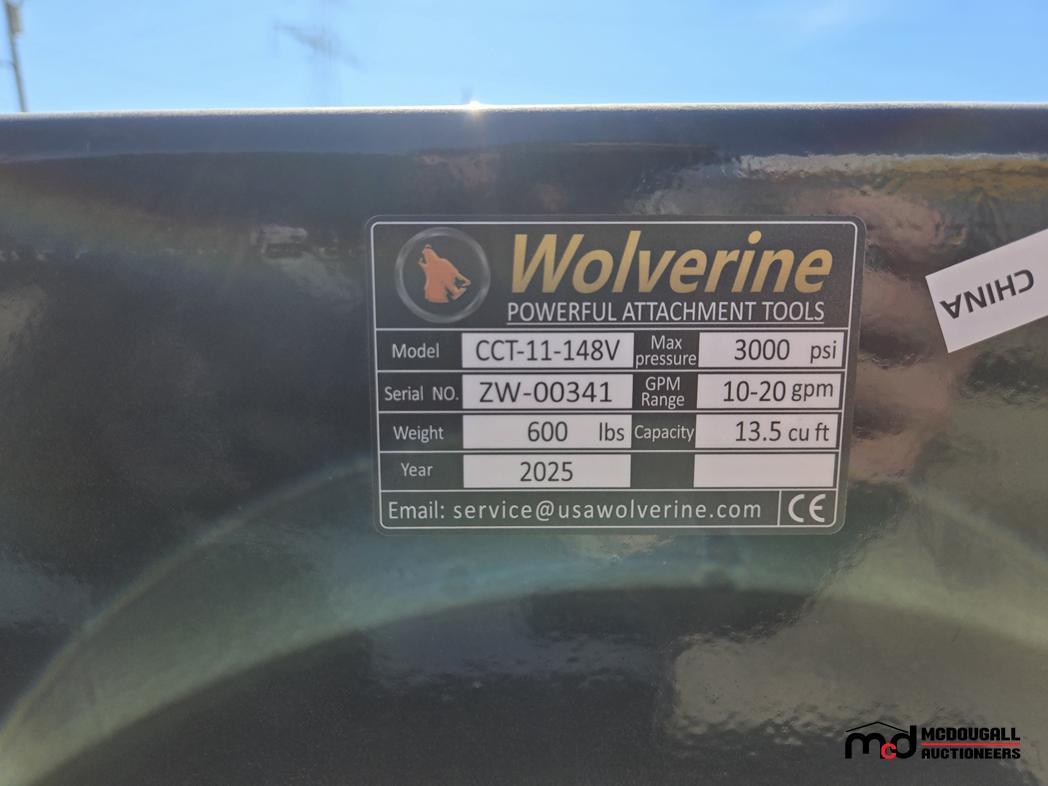 Wolverine
POWERFUL ATTACHMENT TOOLS
Model CCT-11-148V Max pressure 3000 psi
Serial NO. ZW-00341 GPM Range 10-20 gpm
Weight 600 lbs Capacity 13.5 cu ft
Year 2025
Email: service@usawolverine.com CE
CHINA
mcd MCDOUGALL
AUCTIONEERS